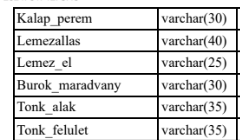 Kalap_perem varchar(30)
Lemezallas varchar(40)
Lemez_el varchar(25)
Burok_maradvany varchar(30)
Tonk_alak varchar(35)
Tonk_felulet varchar(35)